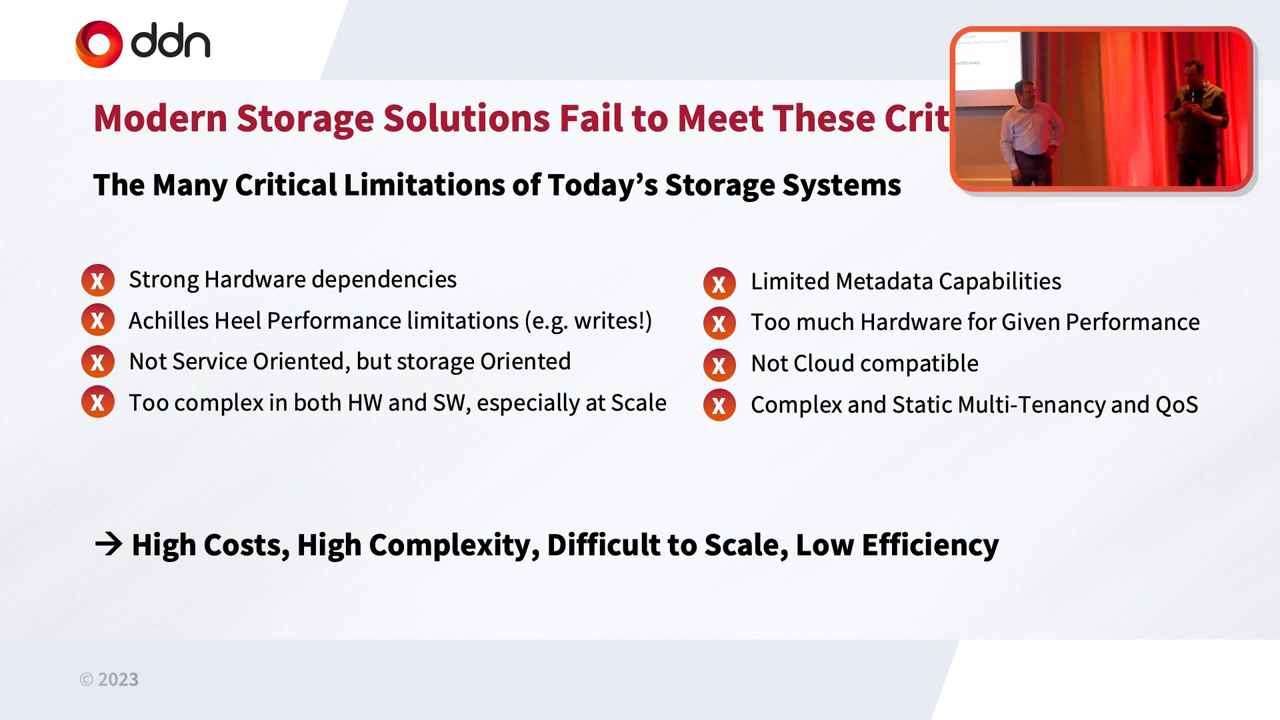 ddn
Modern Storage Solutions Fail to Meet These Crit
The Many Critical Limitations of Today’s Storage Systems
X Strong Hardware dependencies
X Achilles Heel Performance limitations (e.g. writes!)
X Not Service Oriented, but storage Oriented
X Too complex in both HW and SW, especially at Scale
X Limited Metadata Capabilities
X Too much Hardware for Given Performance
X Not Cloud compatible
X Complex and Static Multi-Tenancy and QoS
→ High Costs, High Complexity, Difficult to Scale, Low Efficiency
© 2023